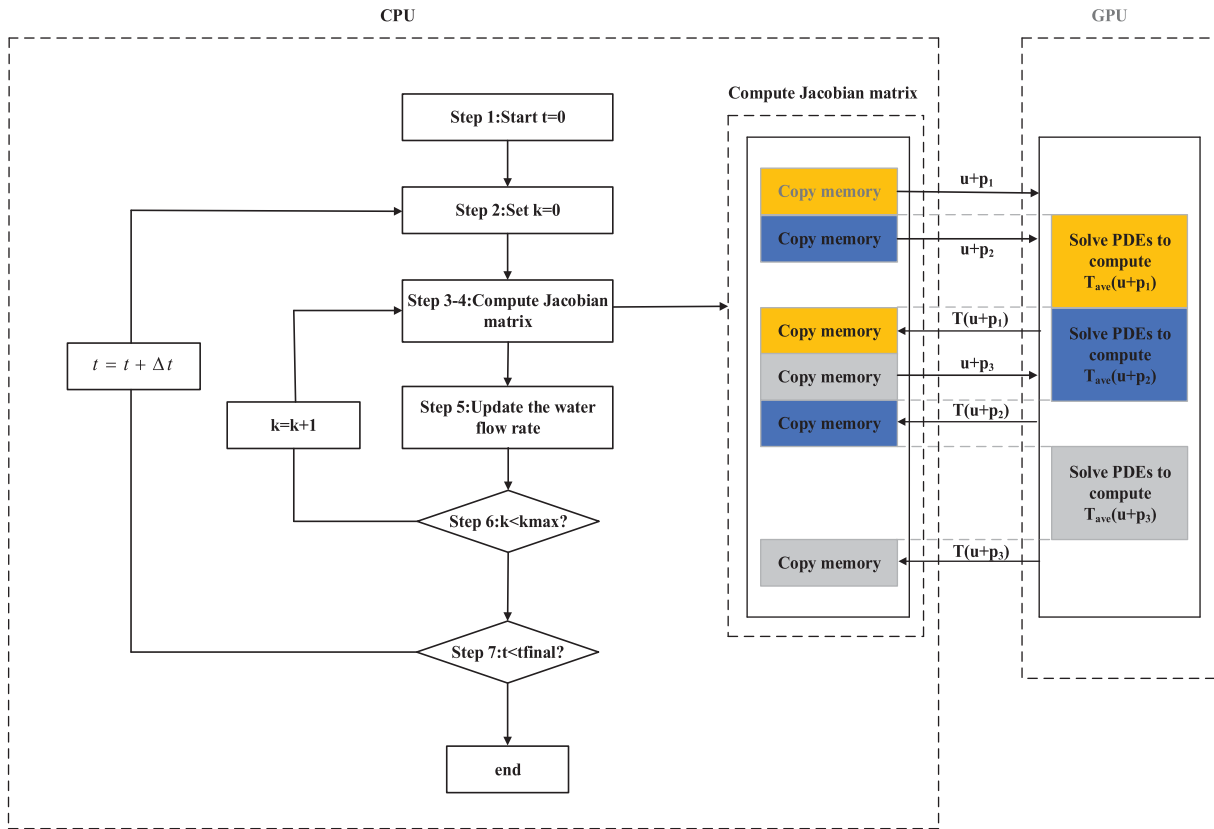 CPU
GPU
Step 1:Start t=0
Step 2:Set k=0
Step 3-4:Compute Jacobian
matrix
t = t + Δt
k=k+1
Step 5:Update the water
flow rate
Step 6:k<kmax?
Step 7:t<tfinal?
end
Compute Jacobian matrix
Copy memory
u+p₁
Copy memory
u+p₂
Solve PDEs to
compute
Tₐᵥₑ(u+p₁)
Copy memory
T(u+p₁)
Copy memory
u+p₃
Solve PDEs to
compute
Tₐᵥₑ(u+p₂)
Copy memory
T(u+p₂)
Solve PDEs to
compute
Tₐᵥₑ(u+p₃)
Copy memory
T(u+p₃)